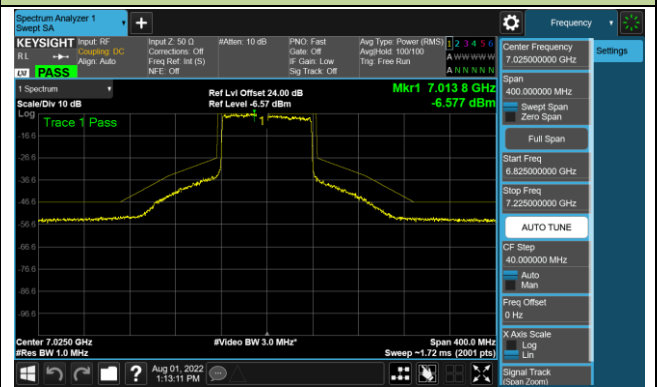 Spectrum Analyzer 1
Swept SA
Frequency
KEYSIGHT
Input: RF
Input Z: 50 Ω
#Atten: 10 dB
PNO: Fast
Avg Type: Power (RMS)
1 2 3 4 5 6
RL
Coupling: DC
Corrections: Off
Gate: Off
Avg|Hold: 100/100
A W W W W W
Align: Auto
Freq Ref: Int (S)
IF Gain: Low
Trig: Free Run
LXI
PASS
NFE: Off
Sig Track: Off
A N N N N N
1 Spectrum
Ref Lvl Offset 24.00 dB
Mkr1 7.013 8 GHz
Scale/Div 10 dB
Ref Level -6.57 dBm
-6.577 dBm
Log
Trace 1 Pass
1
-16.6
-26.6
-36.6
-46.6
-56.6
-66.6
-76.6
-86.6
-96.6
Center 7.0250 GHz
#Video BW 3.0 MHz*
Span 400.0 MHz
#Res BW 1.0 MHz
Sweep ~1.72 ms (2001 pts)
Aug 01, 2022
1:13:11 PM
Center Frequency
7.025000000 GHz
Settings
Span
400.000000 MHz
Swept Span
Zero Span
Full Span
Start Freq
6.825000000 GHz
Stop Freq
7.225000000 GHz
AUTO TUNE
CF Step
40.000000 MHz
Auto
Man
Freq Offset
0 Hz
X Axis Scale
Log
Lin
Signal Track
(Span Zoom)